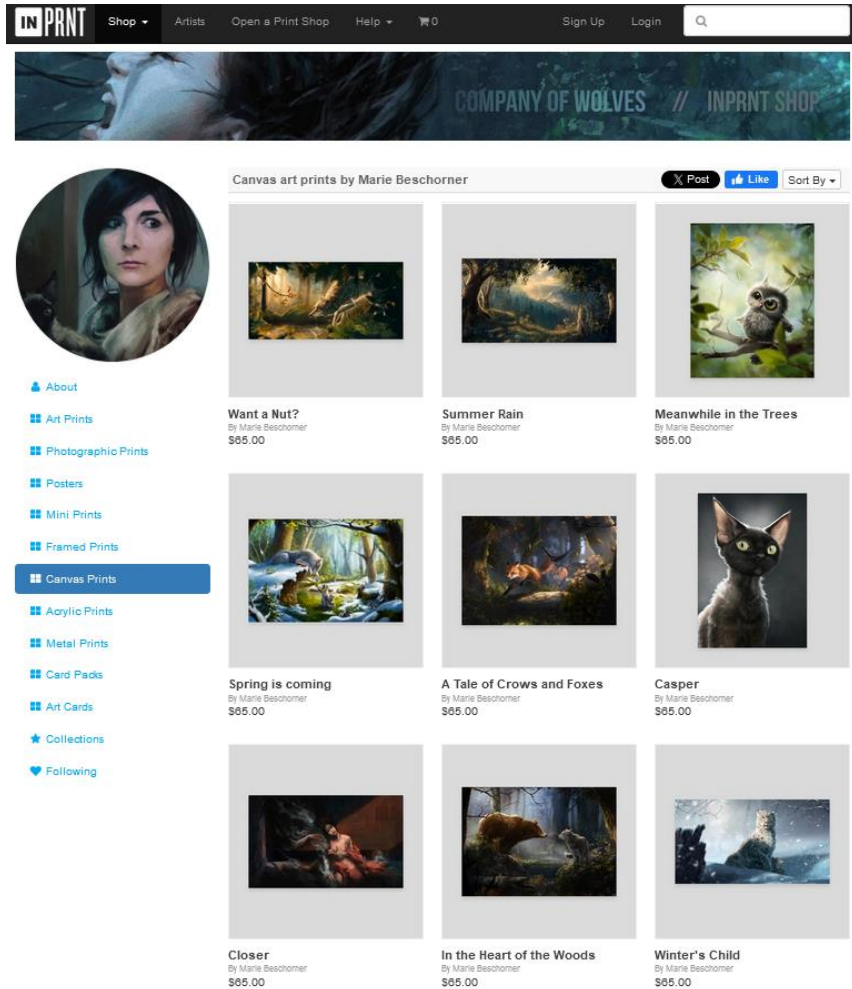 INPRNT Shop Artists Open a Print Shop Help 0 Sign Up Login
COMPANY OF WOLVES // INPRNT SHOP
Canvas art prints by Marie Beschorner X Post Like Sort By
About
Art Prints
Photographic Prints
Posters
Mini Prints
Framed Prints
Canvas Prints
Acrylic Prints
Metal Prints
Card Packs
Art Cards
Collections
Following
Want a Nut? Summer Rain Meanwhile in the Trees
By Marie Beschorner By Marie Beschorner By Marie Beschorner
$65.00 $65.00 $65.00
Spring is coming A Tale of Crows and Foxes Casper
By Marie Beschorner By Marie Beschorner By Marie Beschorner
$65.00 $65.00 $65.00
Closer In the Heart of the Woods Winter's Child
By Marie Beschorner By Marie Beschorner By Marie Beschorner
$65.00 $65.00 $65.00